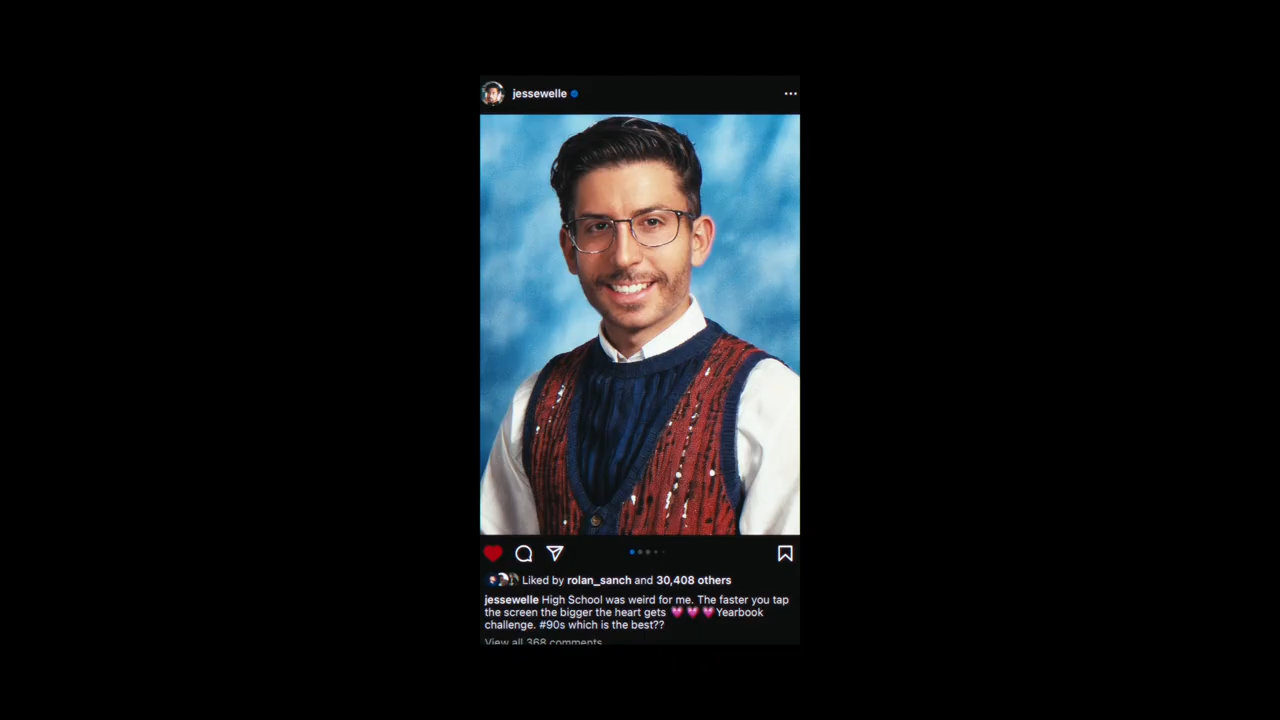 jessewelle
Liked by rolan_sanch and 30,408 others
jessewelle High School was weird for me. The faster you tap
the screen the bigger the heart gets 💗💗💗Yearbook
challenge. #90s which is the best??
View all 368 comments